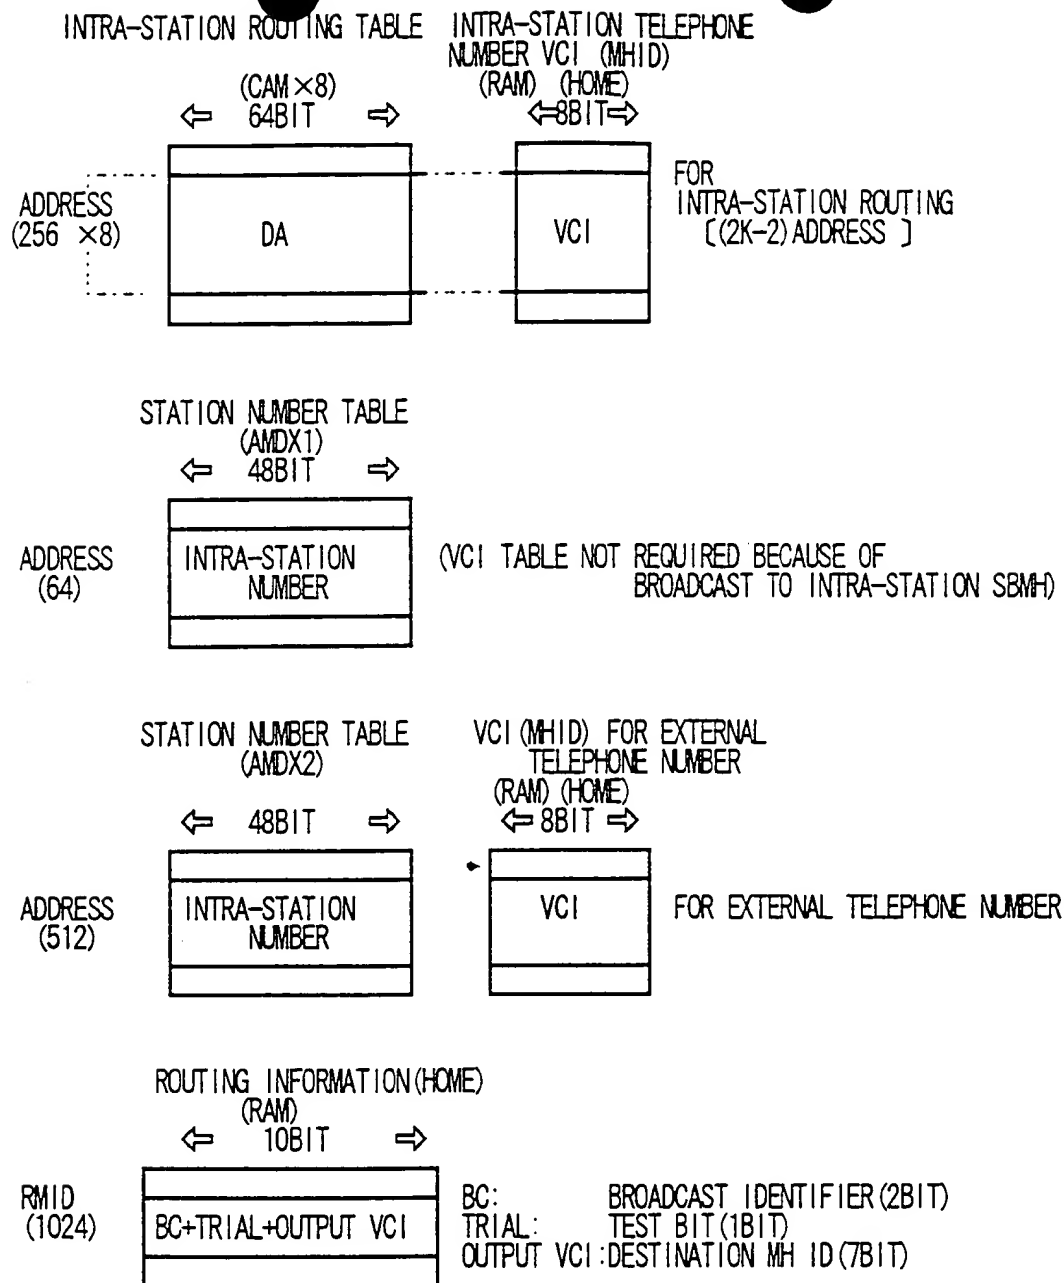 INTRA-STATION ROUTING TABLE
(CAM×8)
⇦ 64BIT ⇨
INTRA-STATION TELEPHONE
NUMBER VCI (MHID)
(RAM) (HOME)
⇦8BIT⇨
ADDRESS
(256 ×8)
DA
VCI
FOR
INTRA-STATION ROUTING
[(2K-2)ADDRESS ]
STATION NUMBER TABLE
(AMDX1)
⇦ 48BIT ⇨
ADDRESS
(64)
INTRA-STATION
NUMBER
(VCI TABLE NOT REQUIRED BECAUSE OF
BROADCAST TO INTRA-STATION SBMH)
STATION NUMBER TABLE
(AMDX2)
⇦ 48BIT ⇨
VCI(MHID) FOR EXTERNAL
TELEPHONE NUMBER
(RAM) (HOME)
⇦ 8BIT ⇨
ADDRESS
(512)
INTRA-STATION
NUMBER
VCI
FOR EXTERNAL TELEPHONE NUMBER
ROUTING INFORMATION(HOME)
(RAM)
⇦ 10BIT ⇨
RMID
(1024)
BC+TRIAL+OUTPUT VCI
BC: BROADCAST IDENTIFIER(2BIT)
TRIAL: TEST BIT(1BIT)
OUTPUT VCI:DESTINATION MH ID(7BIT)